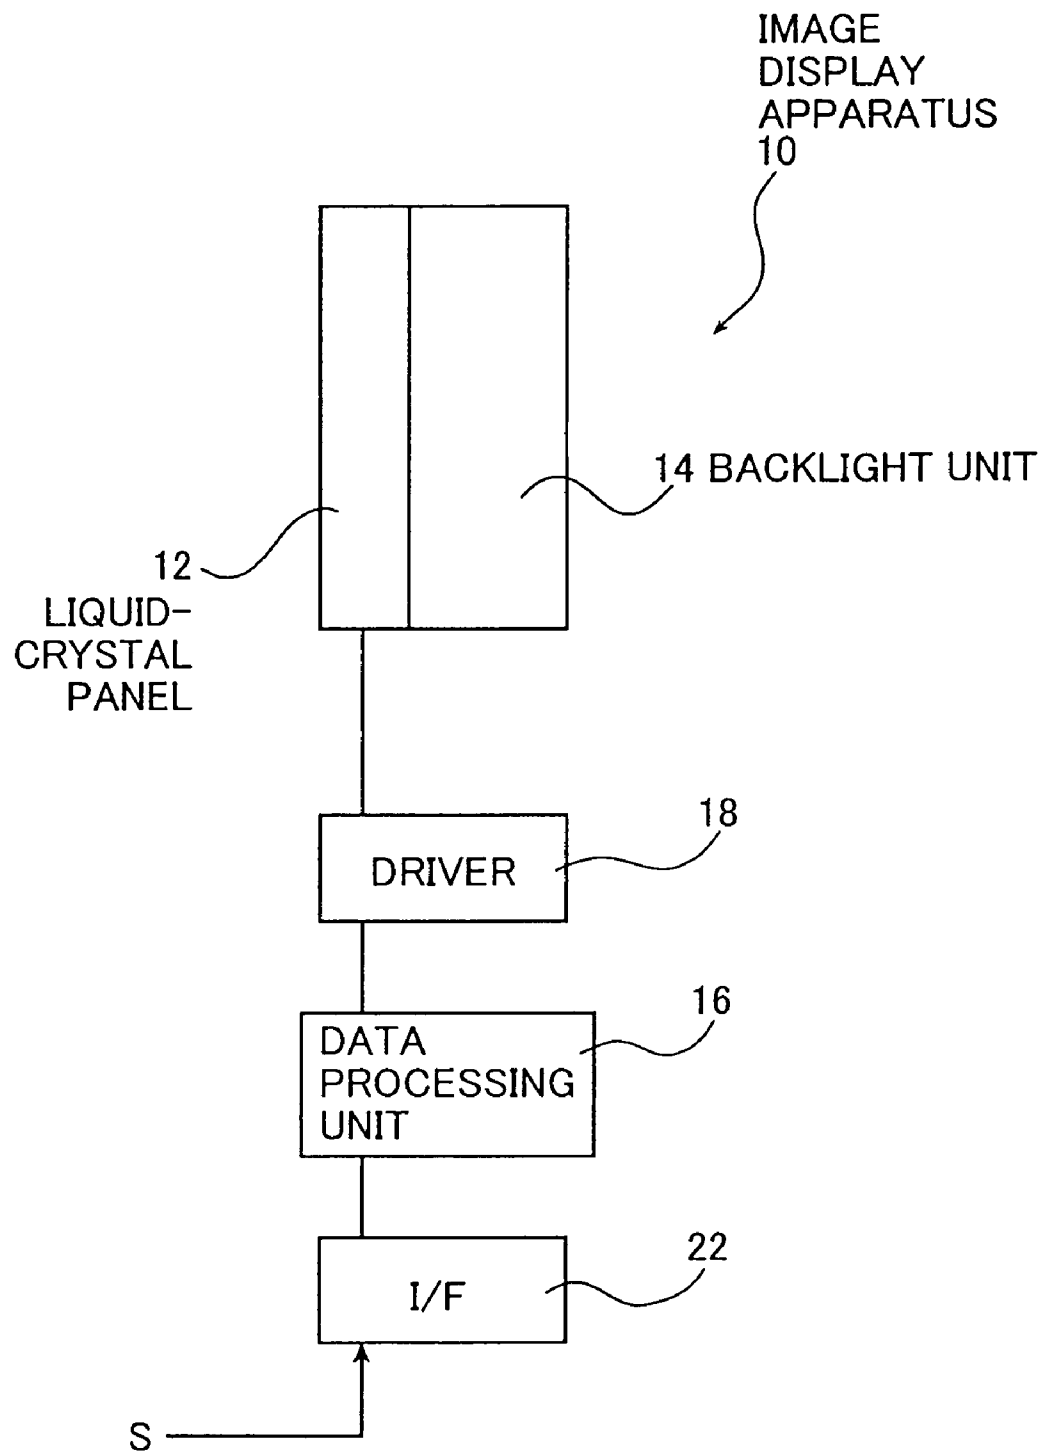 IMAGE
DISPLAY
APPARATUS
10
14 BACKLIGHT UNIT
12
LIQUID-
CRYSTAL
PANEL
18
DRIVER
16
DATA
PROCESSING
UNIT
22
I/F
S